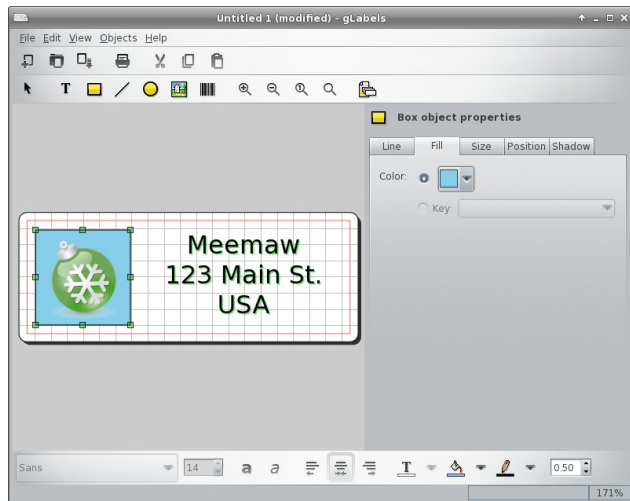 Untitled 1 (modified) - gLabels
File Edit View Objects Help
Box object properties
Line Fill Size Position Shadow
Color:
Key:
Meemaw
123 Main St.
USA
Sans 14 a a T 0.50
171%